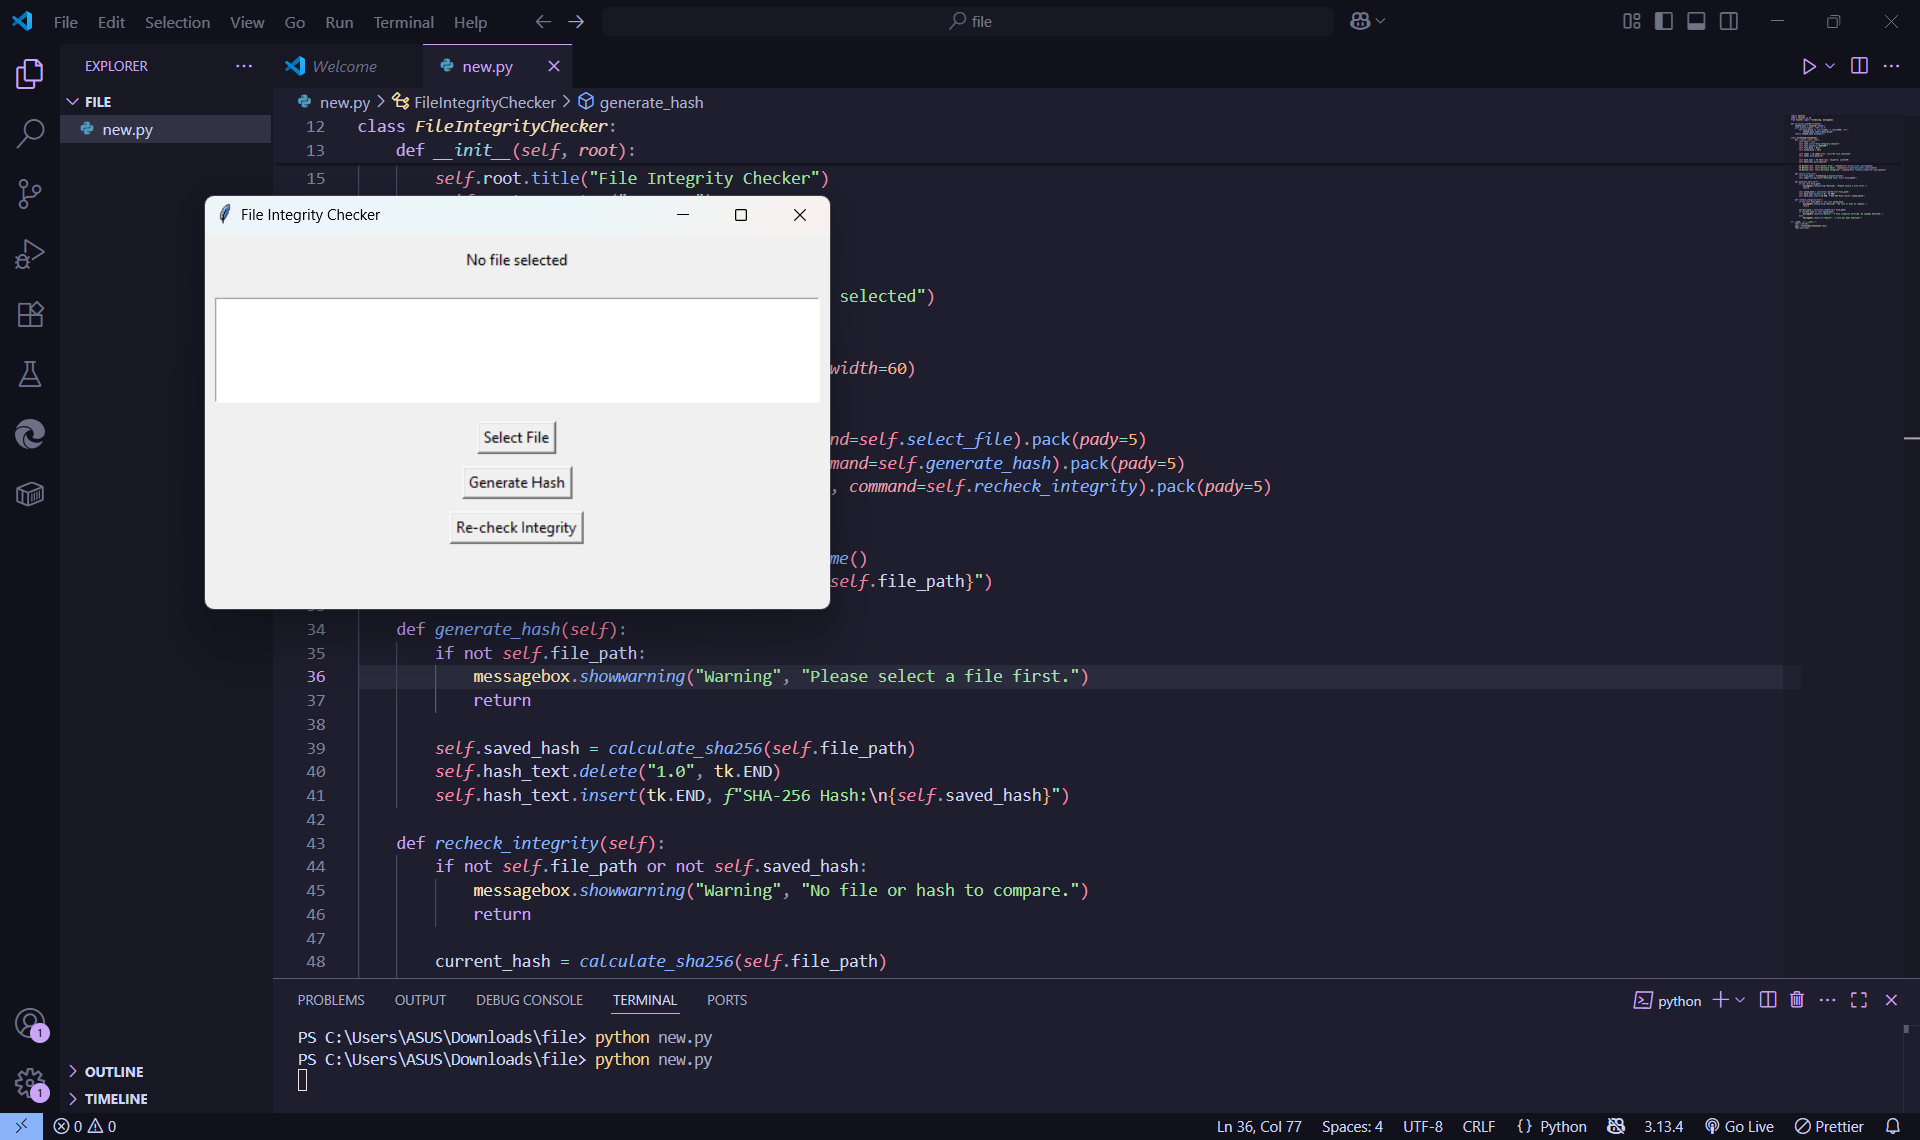 File Edit Selection View Go Run Terminal Help
file
EXPLORER
FILE
new.py
OUTLINE
TIMELINE
Welcome
new.py
new.py > FileIntegrityChecker > generate_hash
12 class FileIntegrityChecker:
13 def __init__(self, root):
15 self.root.title("File Integrity Checker")
selected")
width=60)
nd=self.select_file).pack(pady=5)
mand=self.generate_hash).pack(pady=5)
, command=self.recheck_integrity).pack(pady=5)
me()
self.file_path}")
File Integrity Checker
No file selected
Select File
Generate Hash
Re-check Integrity
34 def generate_hash(self):
35 if not self.file_path:
36 messagebox.showwarning("Warning", "Please select a file first.")
37 return
38
39 self.saved_hash = calculate_sha256(self.file_path)
40 self.hash_text.delete("1.0", tk.END)
41 self.hash_text.insert(tk.END, f"SHA-256 Hash:\n{self.saved_hash}")
42
43 def recheck_integrity(self):
44 if not self.file_path or not self.saved_hash:
45 messagebox.showwarning("Warning", "No file or hash to compare.")
46 return
47
48 current_hash = calculate_sha256(self.file_path)
PROBLEMS OUTPUT DEBUG CONSOLE TERMINAL PORTS
python
PS C:\Users\ASUS\Downloads\file> python new.py
PS C:\Users\ASUS\Downloads\file> python new.py
1
1
0 0
Ln 36, Col 77 Spaces: 4 UTF-8 CRLF {} Python 3.13.4 Go Live Prettier